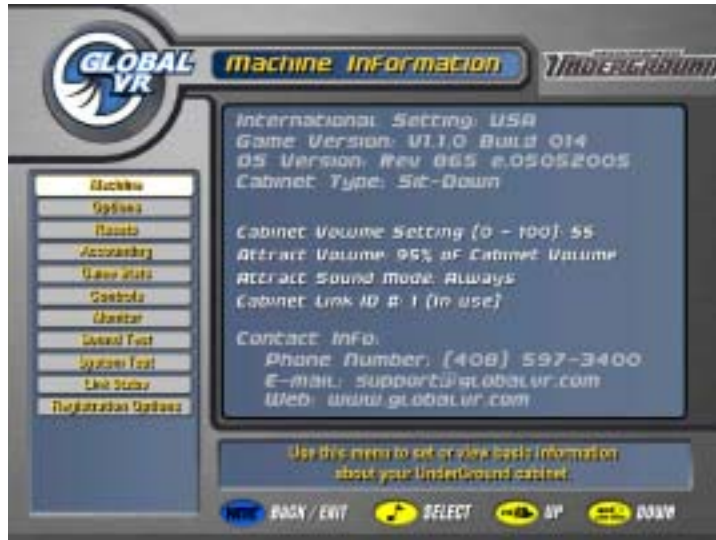 GLOBAL VR
Machine Information
UNDERGROUND
International Setting: USA
Game Version: V1.1.0 Build 014
OS Version: Rev 865 e.05052005
Cabinet Type: Sit-Down
Cabinet Volume Setting (0 - 100) 55
Attract Volume 95% of Cabinet Volume
Attract Sound Mode: Always
Cabinet Link ID # 1 (in use)
Contact Info:
Phone Number: (408) 597-3400
E-mail: support@globalvr.com
Web: www.globalvr.com
Machine
Options
Resets
Accounting
Game Stats
Controls
Monitor
Sound Test
System Test
Link Status
Registration Options
Use this menu to set or view basic information
about your UnderGround cabinet
BACK / EXIT
SELECT
UP
DOWN